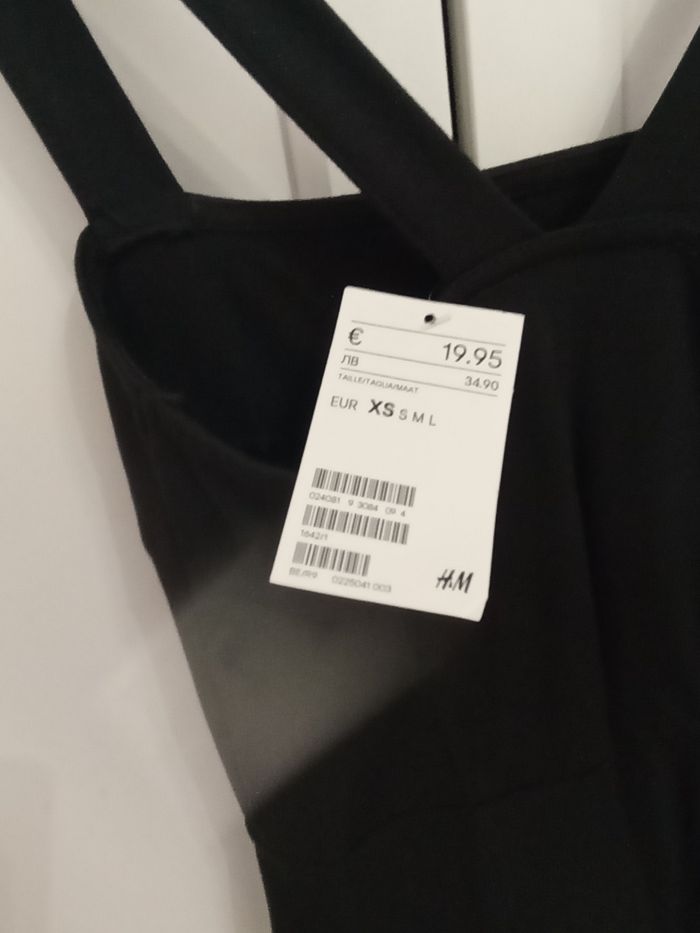 € 19.95
ЛВ 34.90
TAILLE/TAGLIA/MAAT
EUR XS S M L
024081 9 3084 09 4
1642/1
0225041 003
H&M